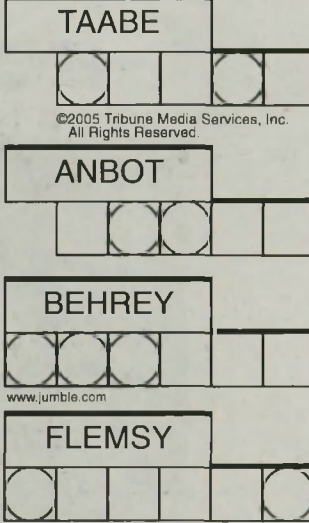 TAABE
©2005 Tribune Media Services, Inc.
All Rights Reserved.
ANBOT
BEHREY
www.jumble.com
FLEMSY